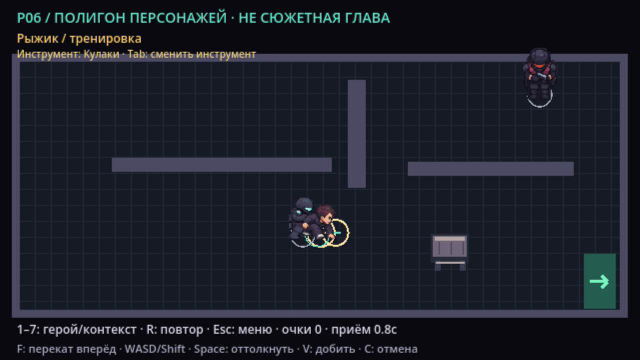 P06 / ПОЛИГОН ПЕРСОНАЖЕЙ · НЕ СЮЖЕТНАЯ ГЛАВА
Рыжик / тренировка
Инструмент: Кулаки · Tab: сменить инструмент
1–7: герой/контекст · R: повтор · Esc: меню · очки 0 · приём 0.8с
F: перекат вперёд · WASD/Shift · Space: оттолкнуть · V: добить · C: отмена